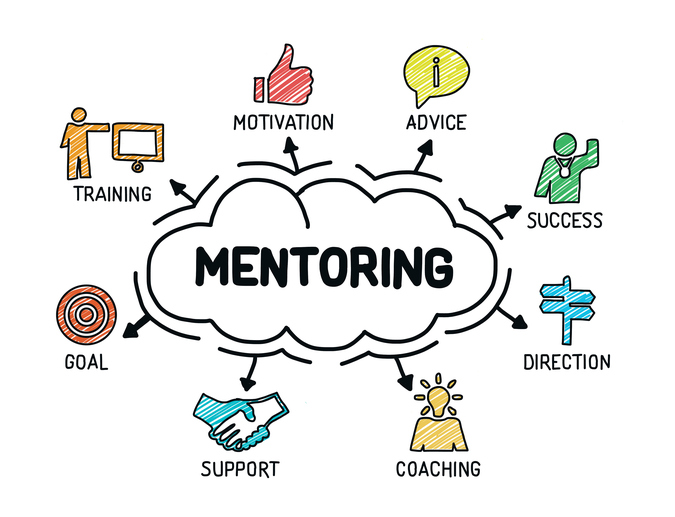 MOTIVATION
ADVICE
TRAINING
SUCCESS
MENTORING
GOAL
DIRECTION
SUPPORT
COACHING
i